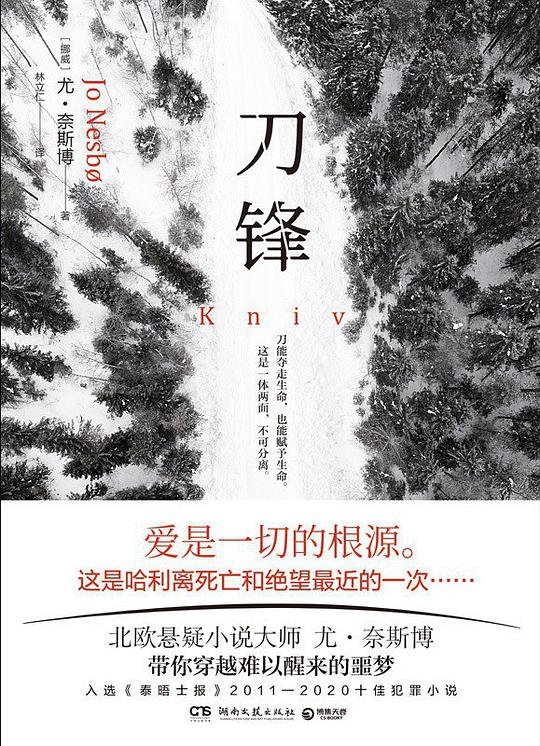 [挪威]
尤·奈斯博——著
Jo Nesbø
林立仁——译
刀锋
Kniv
刀能夺走生命，也能赋予生命。
这是一体两面，不可分离。
爱是一切的根源。
这是哈利离死亡和绝望最近的一次……
北欧悬疑小说大师 尤·奈斯博
带你穿越难以醒来的噩梦
入选《泰晤士报》2011—2020十佳犯罪小说
湖南文艺出版社
博集天卷
CS-BOOKY